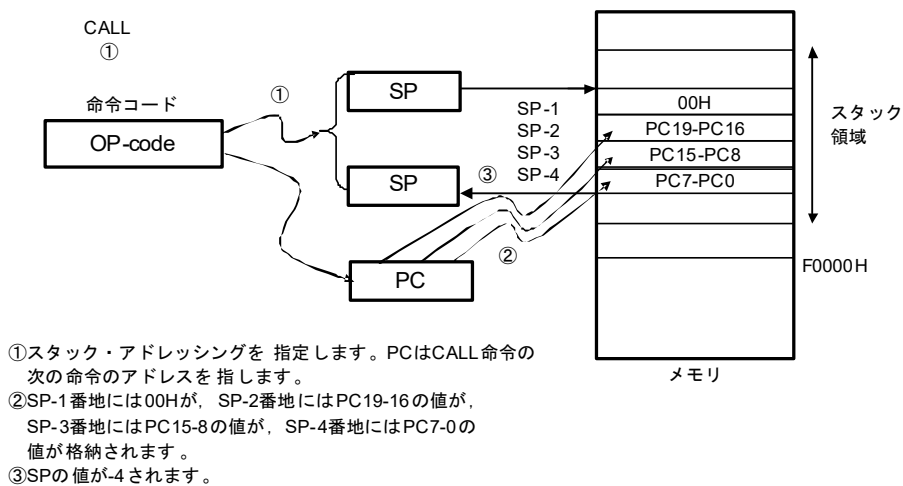 CALL
①
命令コード
OP-code
①
SP
SP
③
②
PC
SP-1
SP-2
SP-3
SP-4
00H
PC19-PC16
PC15-PC8
PC7-PC0
スタック
領域
F0000H
メモリ
①スタック・アドレッシングを指定します。PCはCALL命令の
次の命令のアドレスを指します。
②SP-1番地には00Hが，SP-2番地にはPC19-16の値が，
SP-3番地にはPC15-8の値が，SP-4番地にはPC7-0の
値が格納されます。
③SPの値が-4されます。